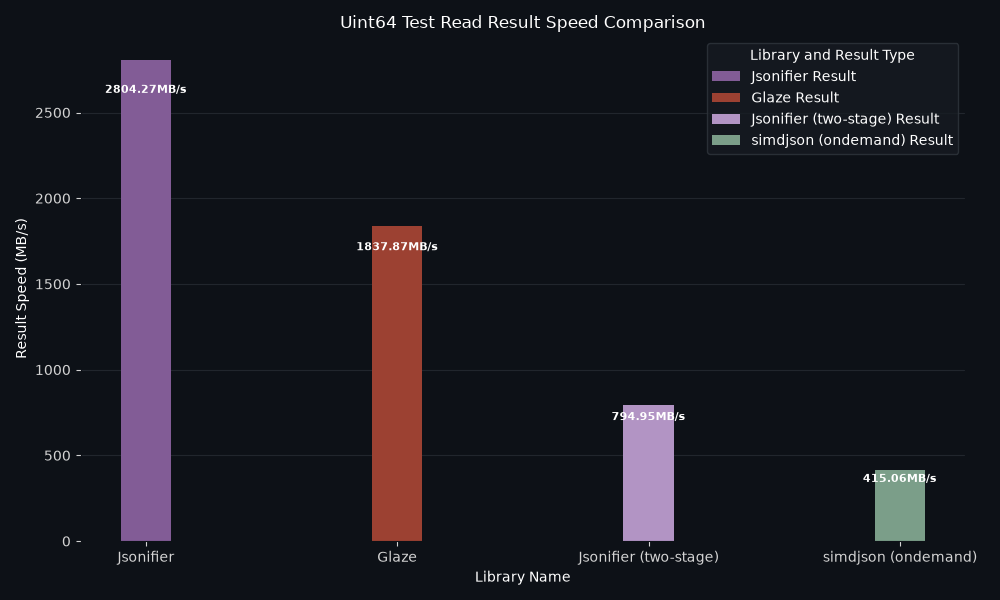 Uint64 Test Read Result Speed Comparison
Library and Result Type
Jsonifier Result
Glaze Result
Jsonifier (two-stage) Result
simdjson (ondemand) Result
Result Speed (MB/s)
2500
2000
1500
1000
500
0
2804.27MB/s
1837.87MB/s
794.95MB/s
415.06MB/s
Jsonifier
Glaze
Jsonifier (two-stage)
simdjson (ondemand)
Library Name